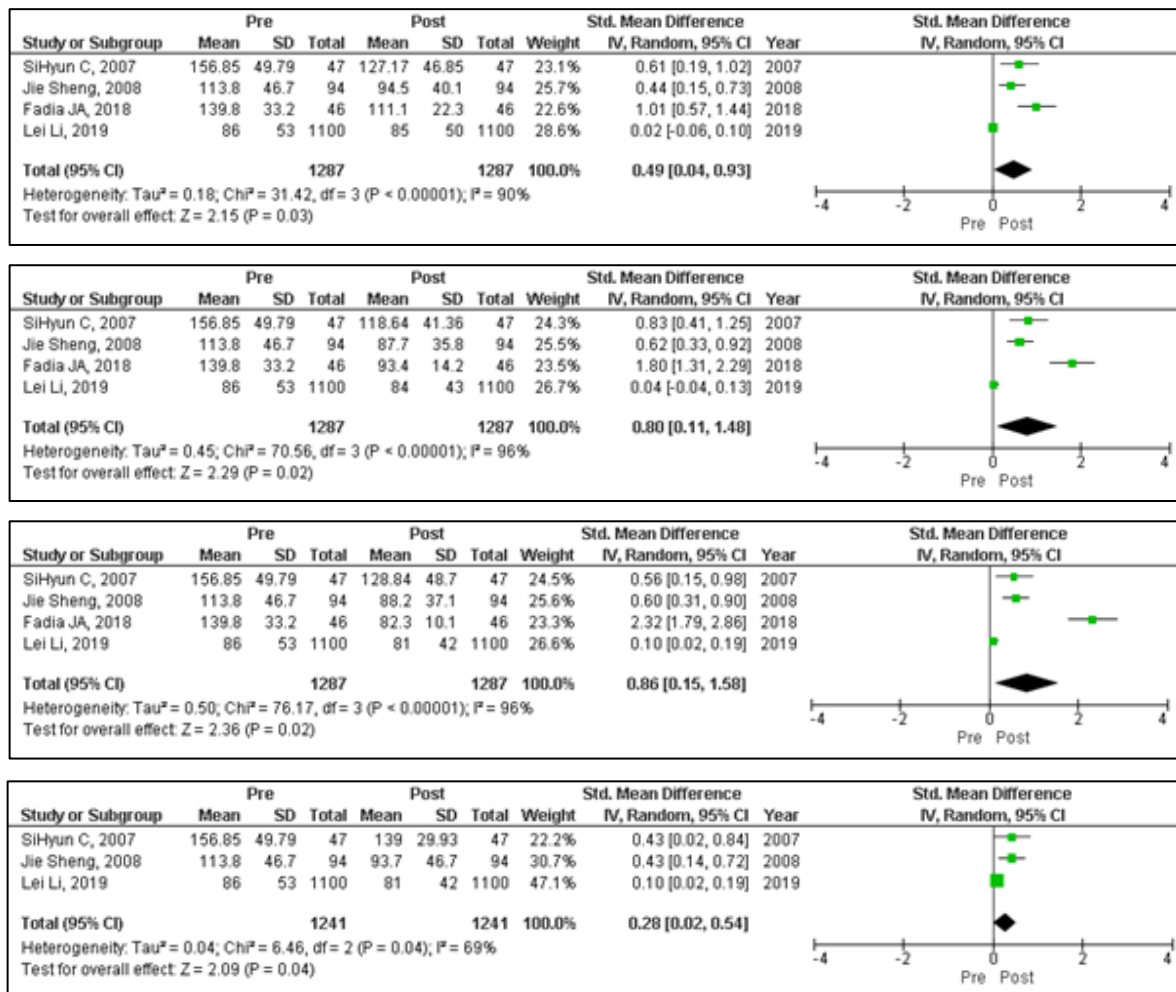 Pre Post Std. Mean Difference Std. Mean Difference
Study or Subgroup Mean SD Total Mean SD Total Weight IV, Random, 95% CI Year IV, Random, 95% CI
SiHyun C, 2007 156.85 49.79 47 127.17 46.85 47 23.1% 0.61 [0.19, 1.02] 2007
Jie Sheng, 2008 113.8 46.7 94 94.5 40.1 94 25.7% 0.44 [0.15, 0.73] 2008
Fadia JA, 2018 139.8 33.2 46 111.1 22.3 46 22.6% 1.01 [0.57, 1.44] 2018
Lei Li, 2019 86 53 1100 85 50 1100 28.6% 0.02 [-0.06, 0.10] 2019
Total (95% CI) 1287 1287 100.0% 0.49 [0.04, 0.93]
Heterogeneity: Tau² = 0.18; Chi² = 31.42, df = 3 (P < 0.00001); I² = 90%
Test for overall effect: Z = 2.15 (P = 0.03)
-4 -2 0 2 4
Pre Post
Pre Post Std. Mean Difference Std. Mean Difference
Study or Subgroup Mean SD Total Mean SD Total Weight IV, Random, 95% CI Year IV, Random, 95% CI
SiHyun C, 2007 156.85 49.79 47 118.64 41.36 47 24.3% 0.83 [0.41, 1.25] 2007
Jie Sheng, 2008 113.8 46.7 94 87.7 35.8 94 25.5% 0.62 [0.33, 0.92] 2008
Fadia JA, 2018 139.8 33.2 46 93.4 14.2 46 23.5% 1.80 [1.31, 2.29] 2018
Lei Li, 2019 86 53 1100 84 43 1100 26.7% 0.04 [-0.04, 0.13] 2019
Total (95% CI) 1287 1287 100.0% 0.80 [0.11, 1.48]
Heterogeneity: Tau² = 0.45; Chi² = 70.56, df = 3 (P < 0.00001); I² = 96%
Test for overall effect: Z = 2.29 (P = 0.02)
-4 -2 0 2 4
Pre Post
Pre Post Std. Mean Difference Std. Mean Difference
Study or Subgroup Mean SD Total Mean SD Total Weight IV, Random, 95% CI Year IV, Random, 95% CI
SiHyun C, 2007 156.85 49.79 47 128.84 48.7 47 24.5% 0.56 [0.15, 0.98] 2007
Jie Sheng, 2008 113.8 46.7 94 88.2 37.1 94 25.6% 0.60 [0.31, 0.90] 2008
Fadia JA, 2018 139.8 33.2 46 82.3 10.1 46 23.3% 2.32 [1.79, 2.86] 2018
Lei Li, 2019 86 53 1100 81 42 1100 26.6% 0.10 [0.02, 0.19] 2019
Total (95% CI) 1287 1287 100.0% 0.86 [0.15, 1.58]
Heterogeneity: Tau² = 0.50; Chi² = 76.17, df = 3 (P < 0.00001); I² = 96%
Test for overall effect: Z = 2.36 (P = 0.02)
-4 -2 0 2 4
Pre Post
Pre Post Std. Mean Difference Std. Mean Difference
Study or Subgroup Mean SD Total Mean SD Total Weight IV, Random, 95% CI Year IV, Random, 95% CI
SiHyun C, 2007 156.85 49.79 47 139 29.93 47 22.2% 0.43 [0.02, 0.84] 2007
Jie Sheng, 2008 113.8 46.7 94 93.7 46.7 94 30.7% 0.43 [0.14, 0.72] 2008
Lei Li, 2019 86 53 1100 81 42 1100 47.1% 0.10 [0.02, 0.19] 2019
Total (95% CI) 1241 1241 100.0% 0.28 [0.02, 0.54]
Heterogeneity: Tau² = 0.04; Chi² = 6.46, df = 2 (P = 0.04); I² = 69%
Test for overall effect: Z = 2.09 (P = 0.04)
-4 -2 0 2 4
Pre Post